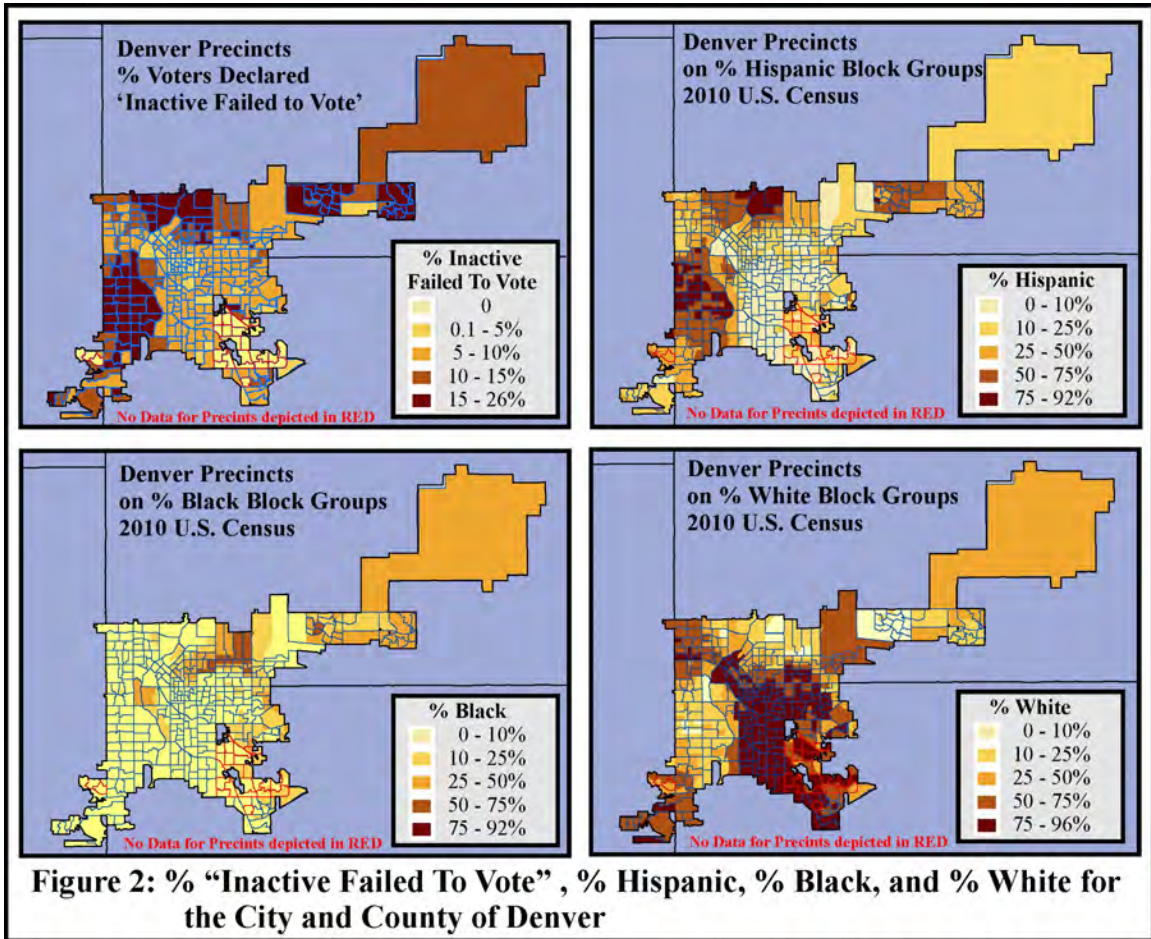 Denver Precincts
% Voters Declared
‘Inactive Failed to Vote’
% Inactive
Failed To Vote
0
0.1 - 5%
5 - 10%
10 - 15%
15 - 26%
No Data for Precints depicted in RED
Denver Precincts
on % Hispanic Block Groups
2010 U.S. Census
% Hispanic
0 - 10%
10 - 25%
25 - 50%
50 - 75%
75 - 92%
No Data for Precints depicted in RED
Denver Precincts
on % Black Block Groups
2010 U.S. Census
% Black
0 - 10%
10 - 25%
25 - 50%
50 - 75%
75 - 92%
No Data for Precints depicted in RED
Denver Precincts
on % White Block Groups
2010 U.S. Census
% White
0 - 10%
10 - 25%
25 - 50%
50 - 75%
75 - 96%
No Data for Precints depicted in RED
Figure 2: % “Inactive Failed To Vote” , % Hispanic, % Black, and % White for
the City and County of Denver